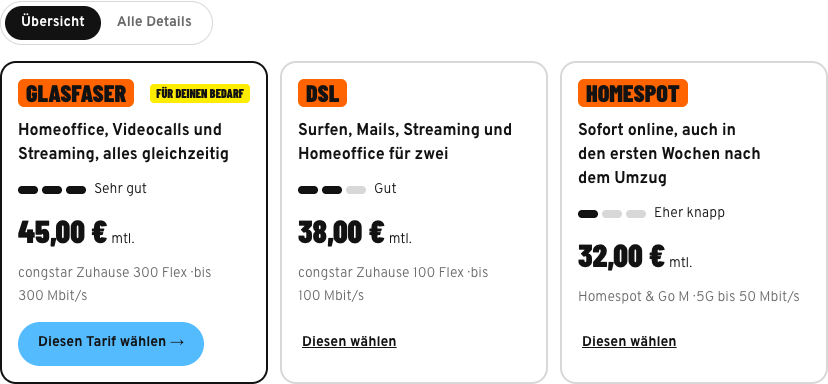 Übersicht
Alle Details
GLASFASER
FÜR DEINEN BEDARF
Homeoffice, Videocalls und
Streaming, alles gleichzeitig
Sehr gut
45,00 € mtl.
congstar Zuhause 300 Flex ·bis
300 Mbit/s
Diesen Tarif wählen →
DSL
Surfen, Mails, Streaming und
Homeoffice für zwei
Gut
38,00 € mtl.
congstar Zuhause 100 Flex ·bis
100 Mbit/s
Diesen wählen
HOMESPOT
Sofort online, auch in
den ersten Wochen nach
dem Umzug
Eher knapp
32,00 € mtl.
Homespot & Go M ·5G bis 50 Mbit/s
Diesen wählen